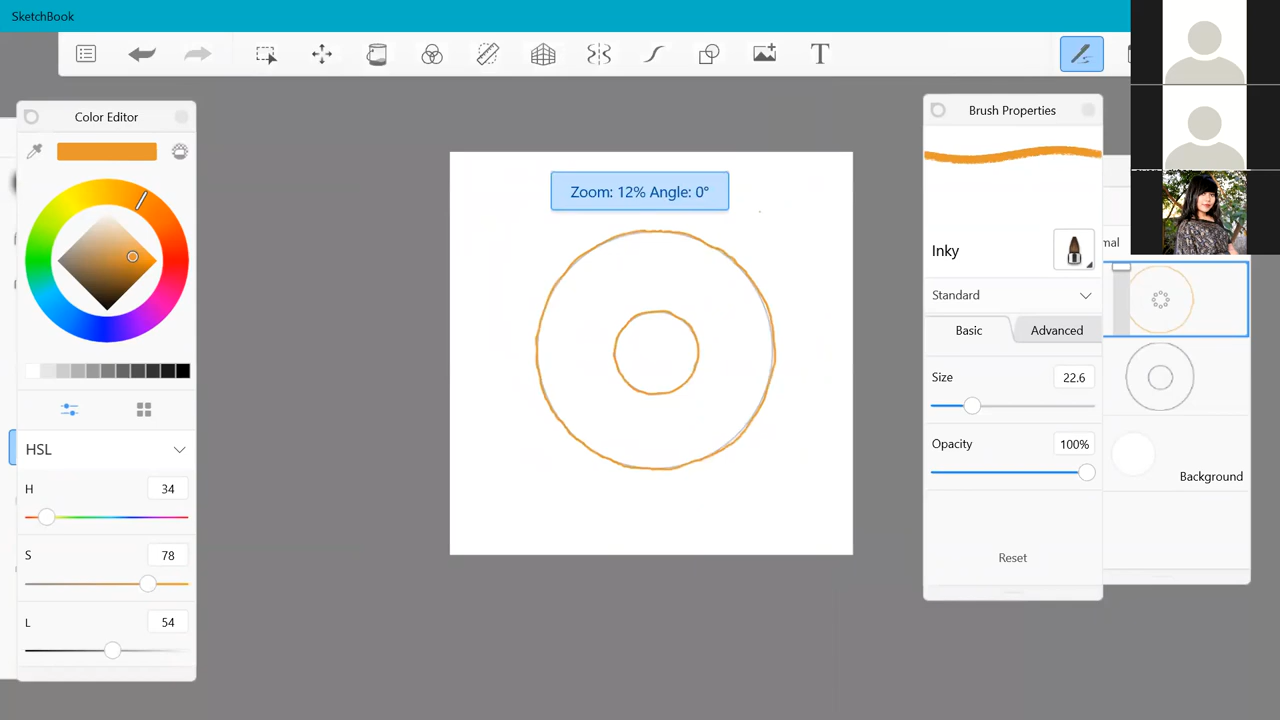 SketchBook
T
Color Editor
HSL
H
34
S
78
L
54
Zoom: 12% Angle: 0°
Brush Properties
Inky
Standard
Basic
Advanced
Size
22.6
Opacity
100%
Reset
mal
Background